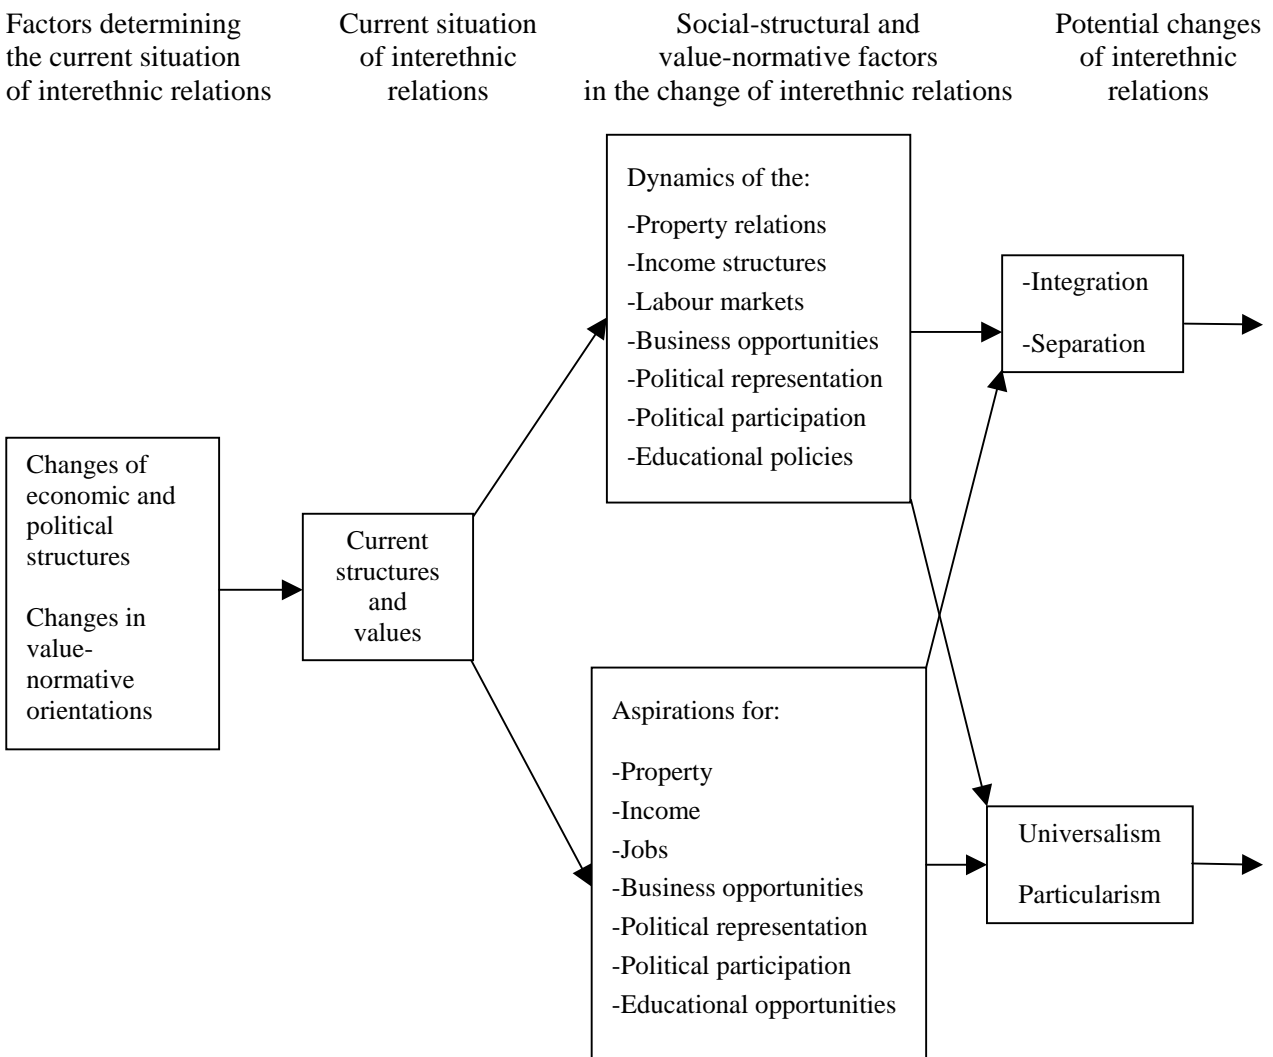 Factors determining
the current situation
of interethnic relations
Current situation
of interethnic
relations
Social-structural and
value-normative factors
in the change of interethnic relations
Potential changes
of interethnic
relations
Changes of
economic and
political
structures
Changes in
value-
normative
orientations
Current
structures
and
values
Dynamics of the:
-Property relations
-Income structures
-Labour markets
-Business opportunities
-Political representation
-Political participation
-Educational policies
Aspirations for:
-Property
-Income
-Jobs
-Business opportunities
-Political representation
-Political participation
-Educational opportunities
-Integration
-Separation
Universalism
Particularism